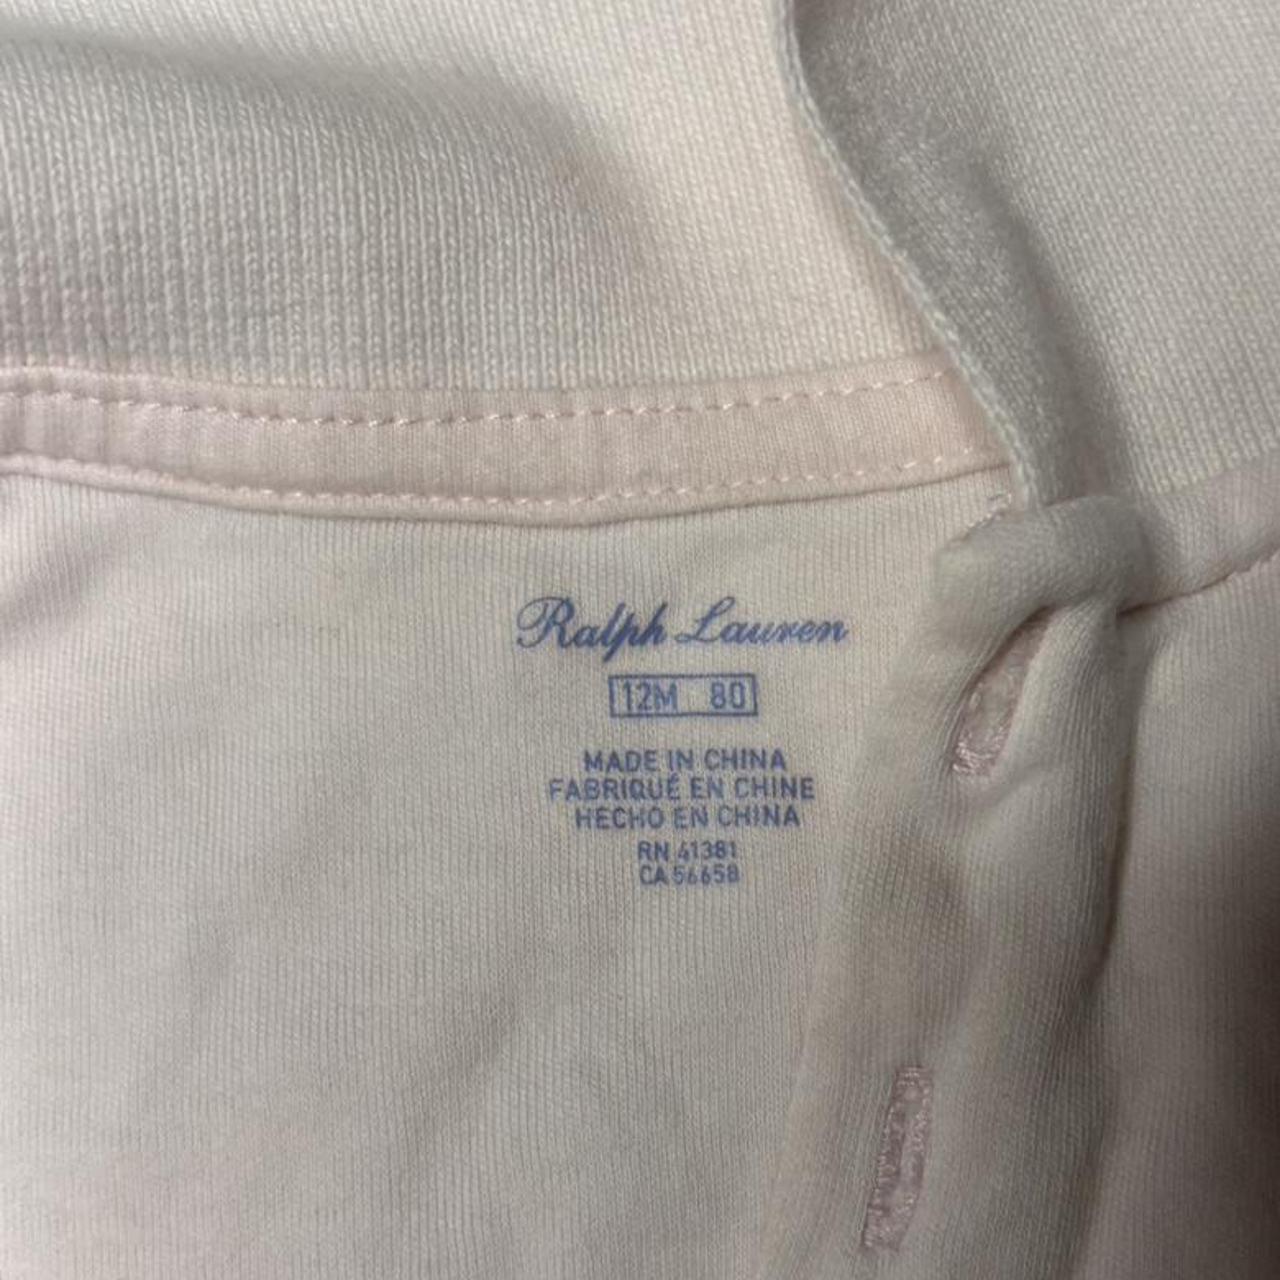 Ralph Lauren
12M 80
MADE IN CHINA
FABRIQUÉ EN CHINE
HECHO EN CHINA
RN 41381
CA 56658